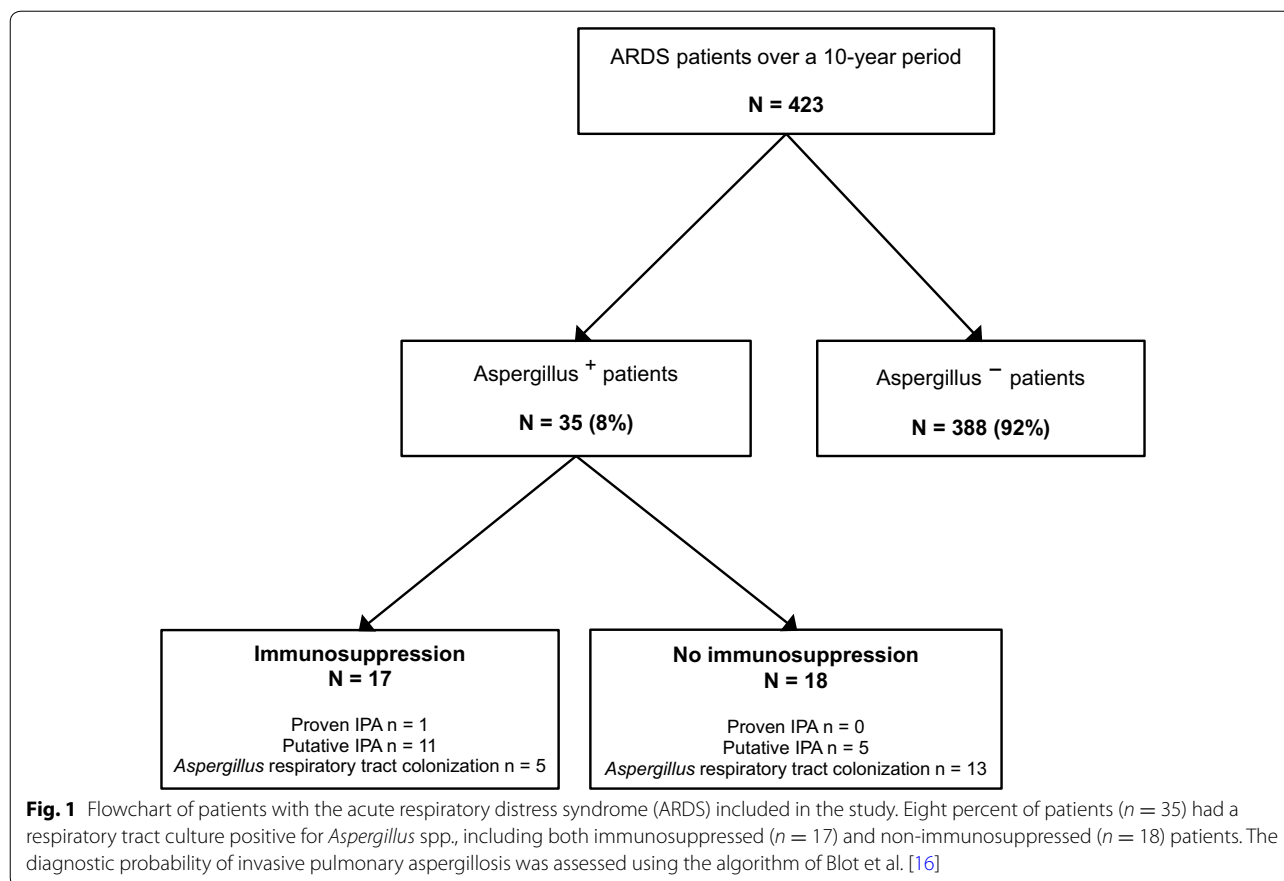 ARDS patients over a 10-year period
N = 423
Aspergillus + patients
N = 35 (8%)
Aspergillus − patients
N = 388 (92%)
Immunosuppression
N = 17
Proven IPA n = 1
Putative IPA n = 11
Aspergillus respiratory tract colonization n = 5
No immunosuppression
N = 18
Proven IPA n = 0
Putative IPA n = 5
Aspergillus respiratory tract colonization n = 13
Fig. 1 Flowchart of patients with the acute respiratory distress syndrome (ARDS) included in the study. Eight percent of patients (n = 35) had a
respiratory tract culture positive for Aspergillus spp., including both immunosuppressed (n = 17) and non-immunosuppressed (n = 18) patients. The
diagnostic probability of invasive pulmonary aspergillosis was assessed using the algorithm of Blot et al. [16]